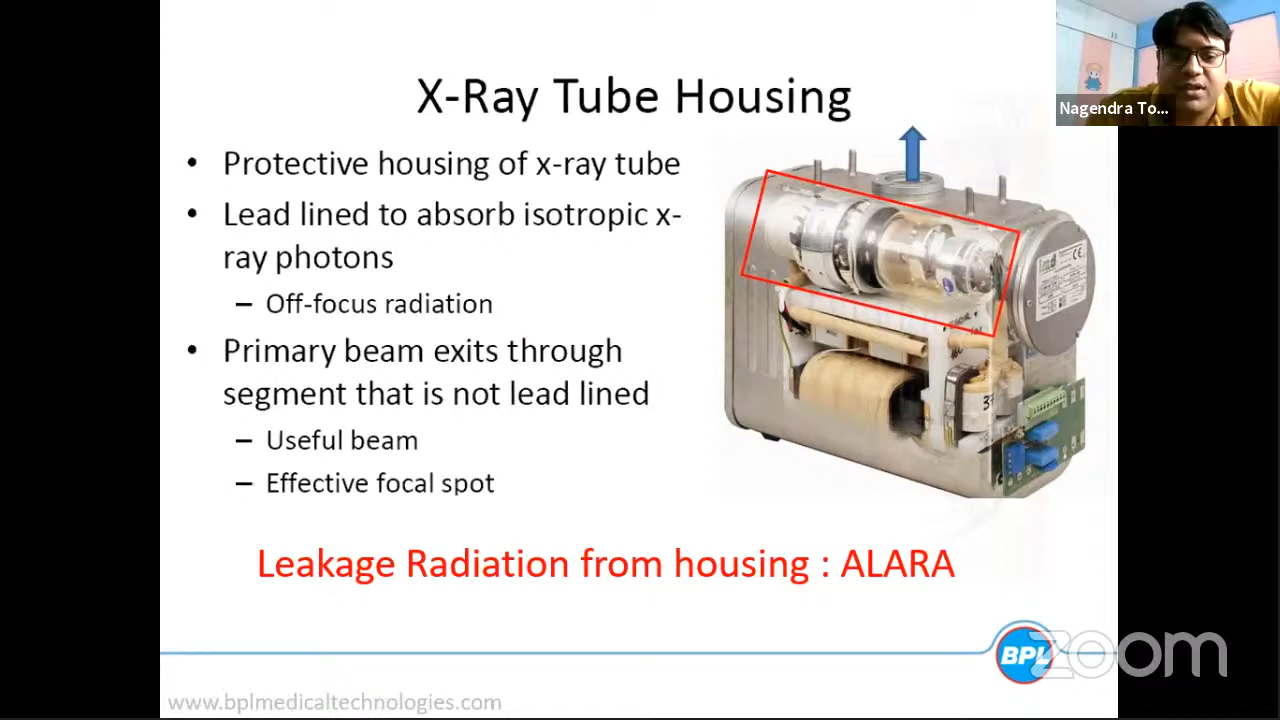 X-Ray Tube Housing
Nagendra To...
• Protective housing of x-ray tube
• Lead lined to absorb isotropic x-
ray photons
– Off-focus radiation
• Primary beam exits through
segment that is not lead lined
– Useful beam
– Effective focal spot
Leakage Radiation from housing : ALARA
BPL
zoom
www.bplmedicaltechnologies.com